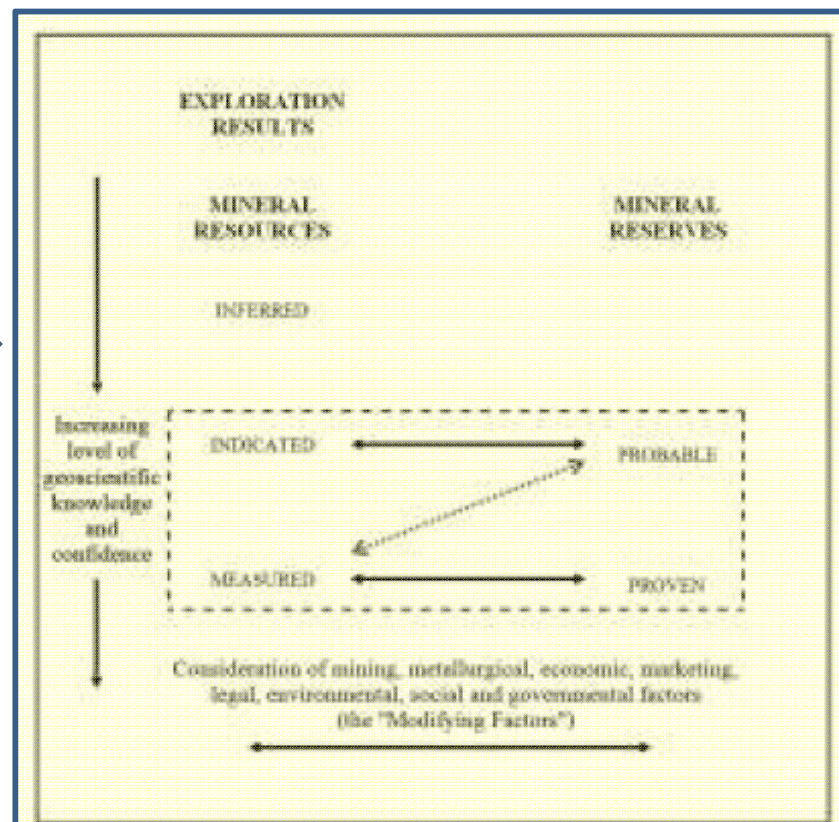 EXPLORATION
RESULTS
MINERAL
RESOURCES
MINERAL
RESERVES
INFERRED
Increasing
level of
geoscientific
knowledge
and
confidence
INDICATED
PROBABLE
MEASURED
PROVEN
Consideration of mining, metallurgical, economic, marketing,
legal, environmental, social and governmental factors
(the "Modifying Factors")